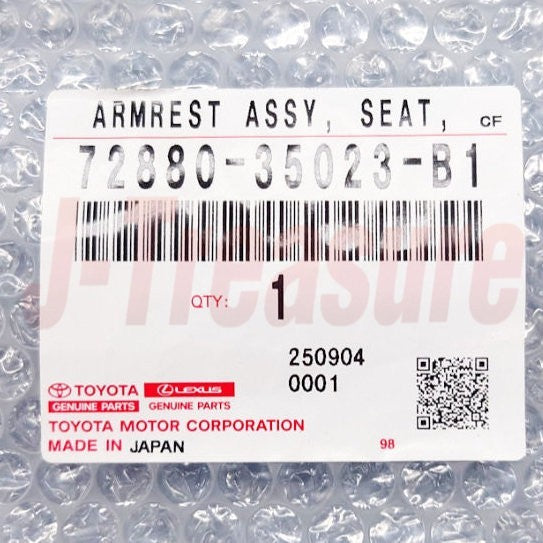 ARMREST ASSY, SEAT, CF
72880-35023-B1
J-Treasure
QTY: 1
250904
0001
TOYOTA LEXUS
GENUINE PARTS GENUINE PARTS
TOYOTA MOTOR CORPORATION
MADE IN JAPAN 98